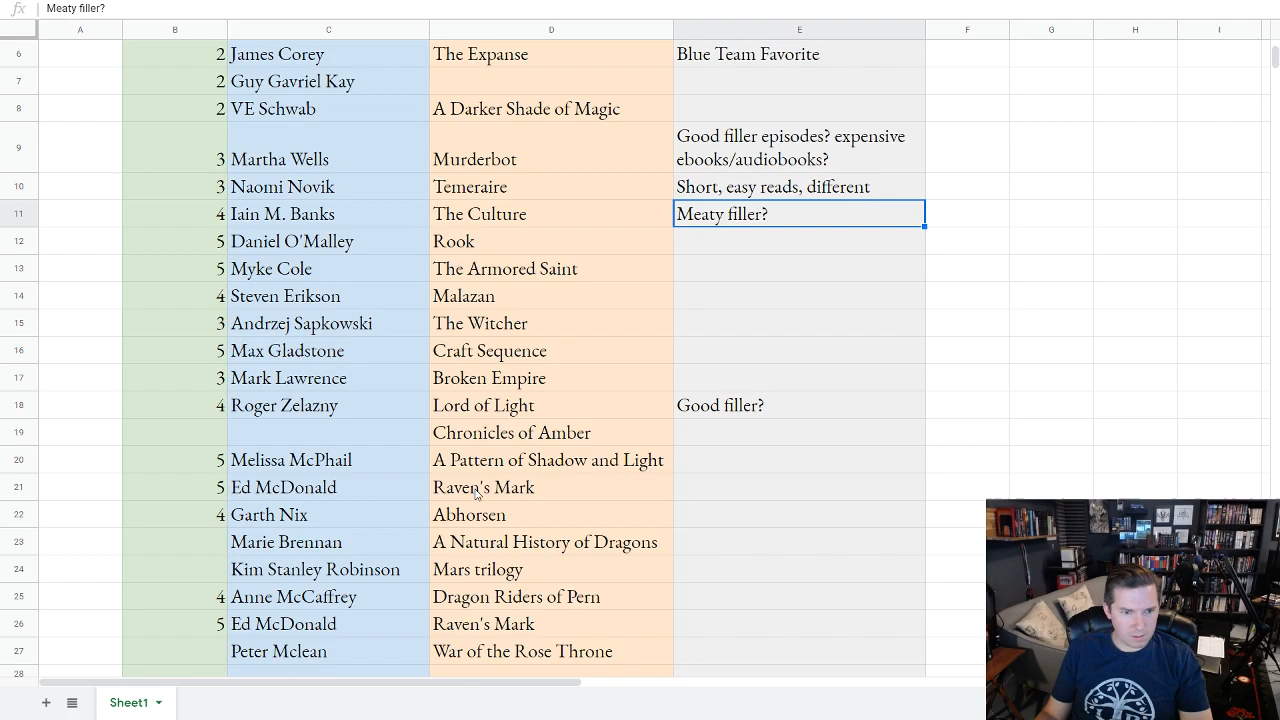 fx Meaty filler?
A B C D E F G H I
6 2 James Corey The Expanse Blue Team Favorite
7 2 Guy Gavriel Kay
8 2 VE Schwab A Darker Shade of Magic
Good filler episodes? expensive
9 3 Martha Wells Murderbot ebooks/audiobooks?
10 3 Naomi Novik Temeraire Short, easy reads, different
11 4 Iain M. Banks The Culture Meaty filler?
12 5 Daniel O'Malley Rook
13 5 Myke Cole The Armored Saint
14 4 Steven Erikson Malazan
15 3 Andrzej Sapkowski The Witcher
16 5 Max Gladstone Craft Sequence
17 3 Mark Lawrence Broken Empire
18 4 Roger Zelazny Lord of Light Good filler?
19 Chronicles of Amber
20 5 Melissa McPhail A Pattern of Shadow and Light
21 5 Ed McDonald Raven's Mark
22 4 Garth Nix Abhorsen
23 Marie Brennan A Natural History of Dragons
24 Kim Stanley Robinson Mars trilogy
25 4 Anne McCaffrey Dragon Riders of Pern
26 5 Ed McDonald Raven's Mark
27 Peter Mclean War of the Rose Throne
28
Sheet1